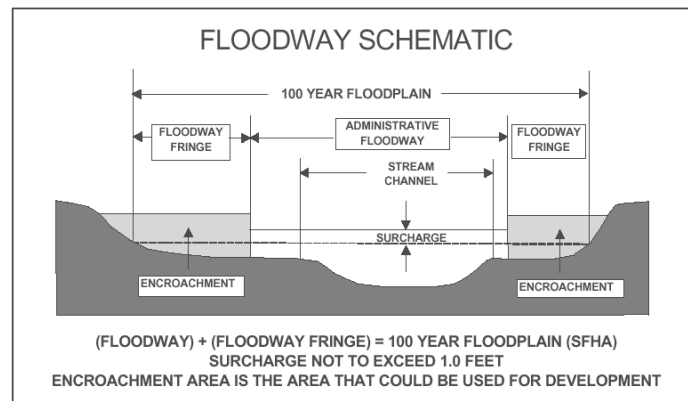 FLOODWAY SCHEMATIC
100 YEAR FLOODPLAIN
FLOODWAY
FRINGE
ADMINISTRATIVE
FLOODWAY
FLOODWAY
FRINGE
STREAM
CHANNEL
SURCHARGE
ENCROACHMENT
ENCROACHMENT
(FLOODWAY) + (FLOODWAY FRINGE) = 100 YEAR FLOODPLAIN (SFHA)
SURCHARGE NOT TO EXCEED 1.0 FEET
ENCROACHMENT AREA IS THE AREA THAT COULD BE USED FOR DEVELOPMENT